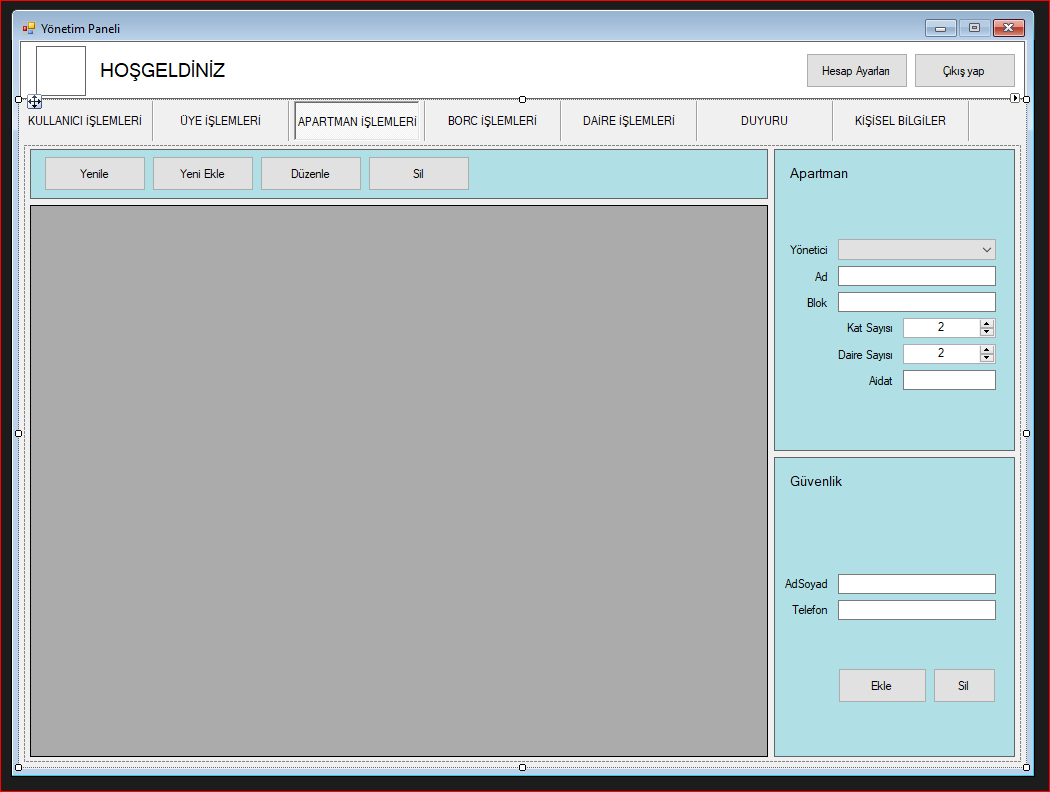 Yönetim Paneli
HOŞGELDİNİZ
Hesap Ayarları
Çıkış yap
KULLANICI İŞLEMLERİ
ÜYE İŞLEMLERİ
APARTMAN İŞLEMLERİ
BORC İŞLEMLERİ
DAİRE İŞLEMLERİ
DUYURU
KİŞİSEL BİLGİLER
Yenile
Yeni Ekle
Düzenle
Sil
Apartman
Yönetici
Ad
Blok
Kat Sayısı 2
Daire Sayısı 2
Aidat
Güvenlik
AdSoyad
Telefon
Ekle
Sil